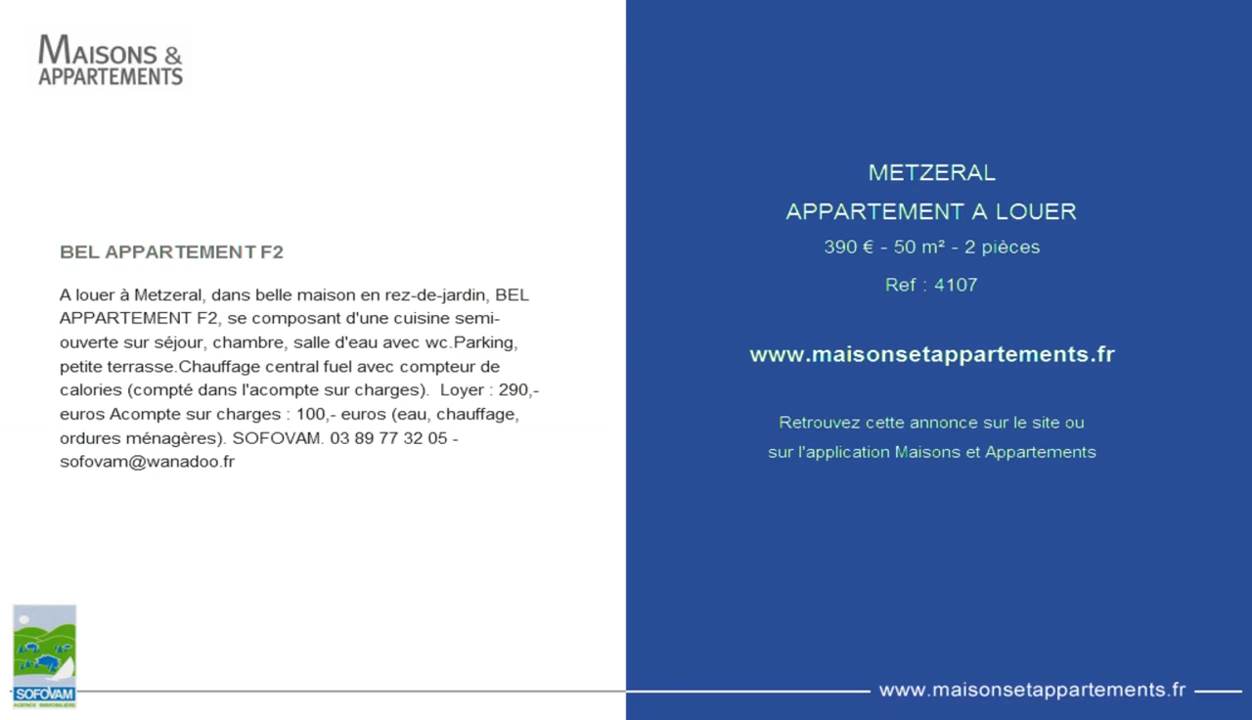 MAISONS &
APPARTEMENTS
BEL APPARTEMENT F2
A louer à Metzeral, dans belle maison en rez-de-jardin, BEL
APPARTEMENT F2, se composant d'une cuisine semi-
ouverte sur séjour, chambre, salle d'eau avec wc.Parking,
petite terrasse.Chauffage central fuel avec compteur de
calories (compté dans l'acompte sur charges).  Loyer : 290,-
euros Acompte sur charges : 100,- euros (eau, chauffage,
ordures ménagères). SOFOVAM. 03 89 77 32 05 -
sofovam@wanadoo.fr
SOFOVAM
AGENCE IMMOBILIERE
METZERAL
APPARTEMENT A LOUER
390 € - 50 m² - 2 pièces
Ref : 4107
www.maisonsetappartements.fr
Retrouvez cette annonce sur le site ou
sur l'application Maisons et Appartements
www.maisonsetappartements.fr